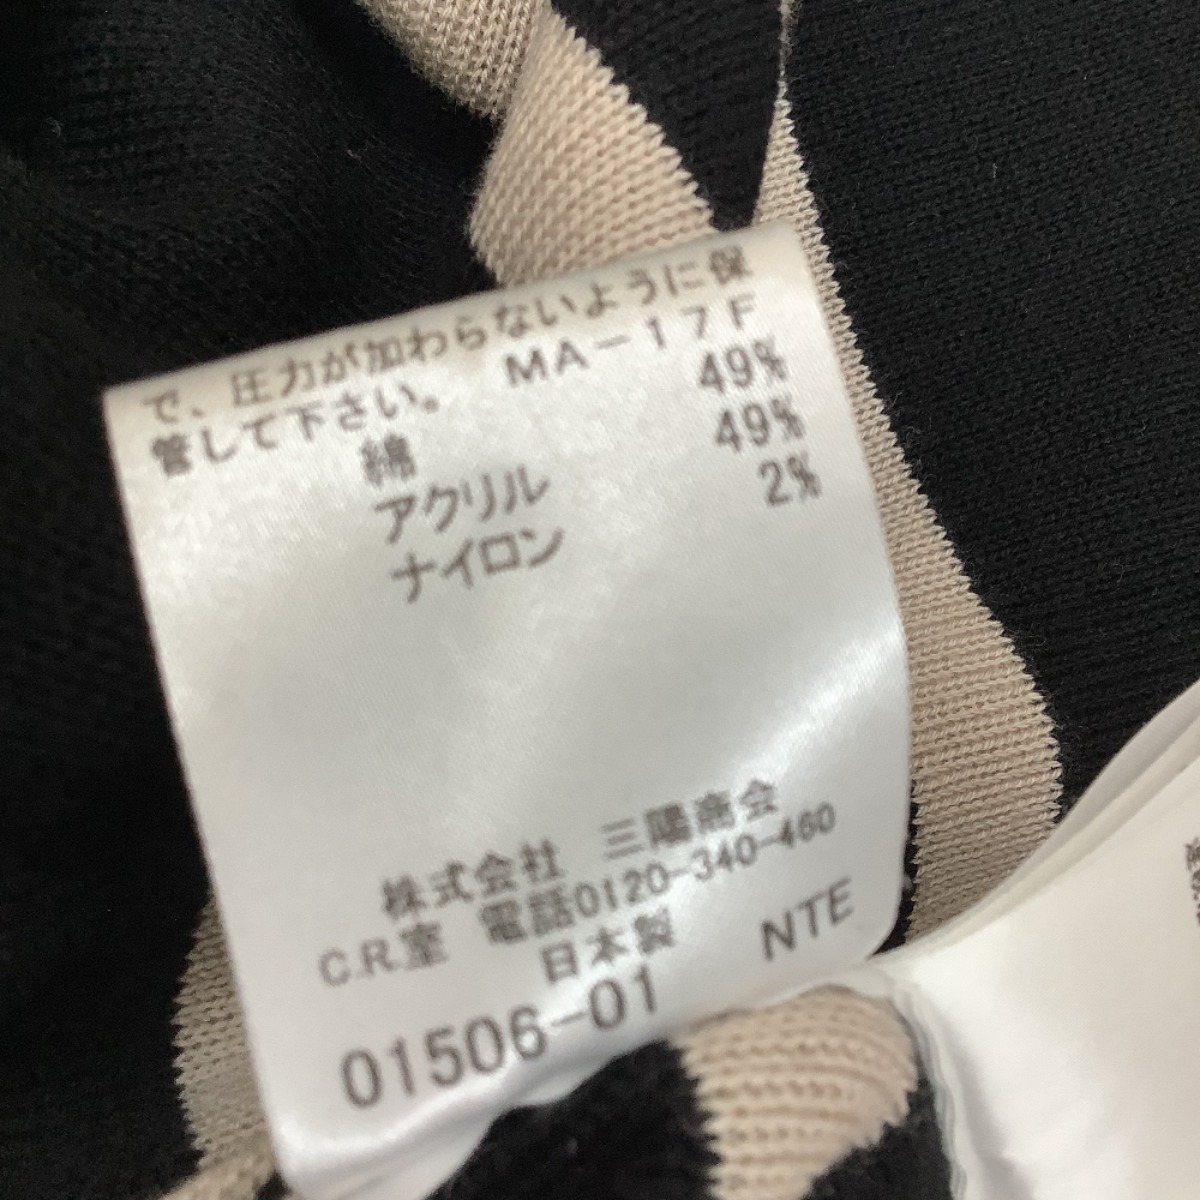 で、圧力が加わらないように保
管して下さい。 MA-17F
綿 49%
アクリル 49%
ナイロン 2%
株式会社 三陽商会
C.R.室 電話0120-340-460
日本製 NTE
01506-01